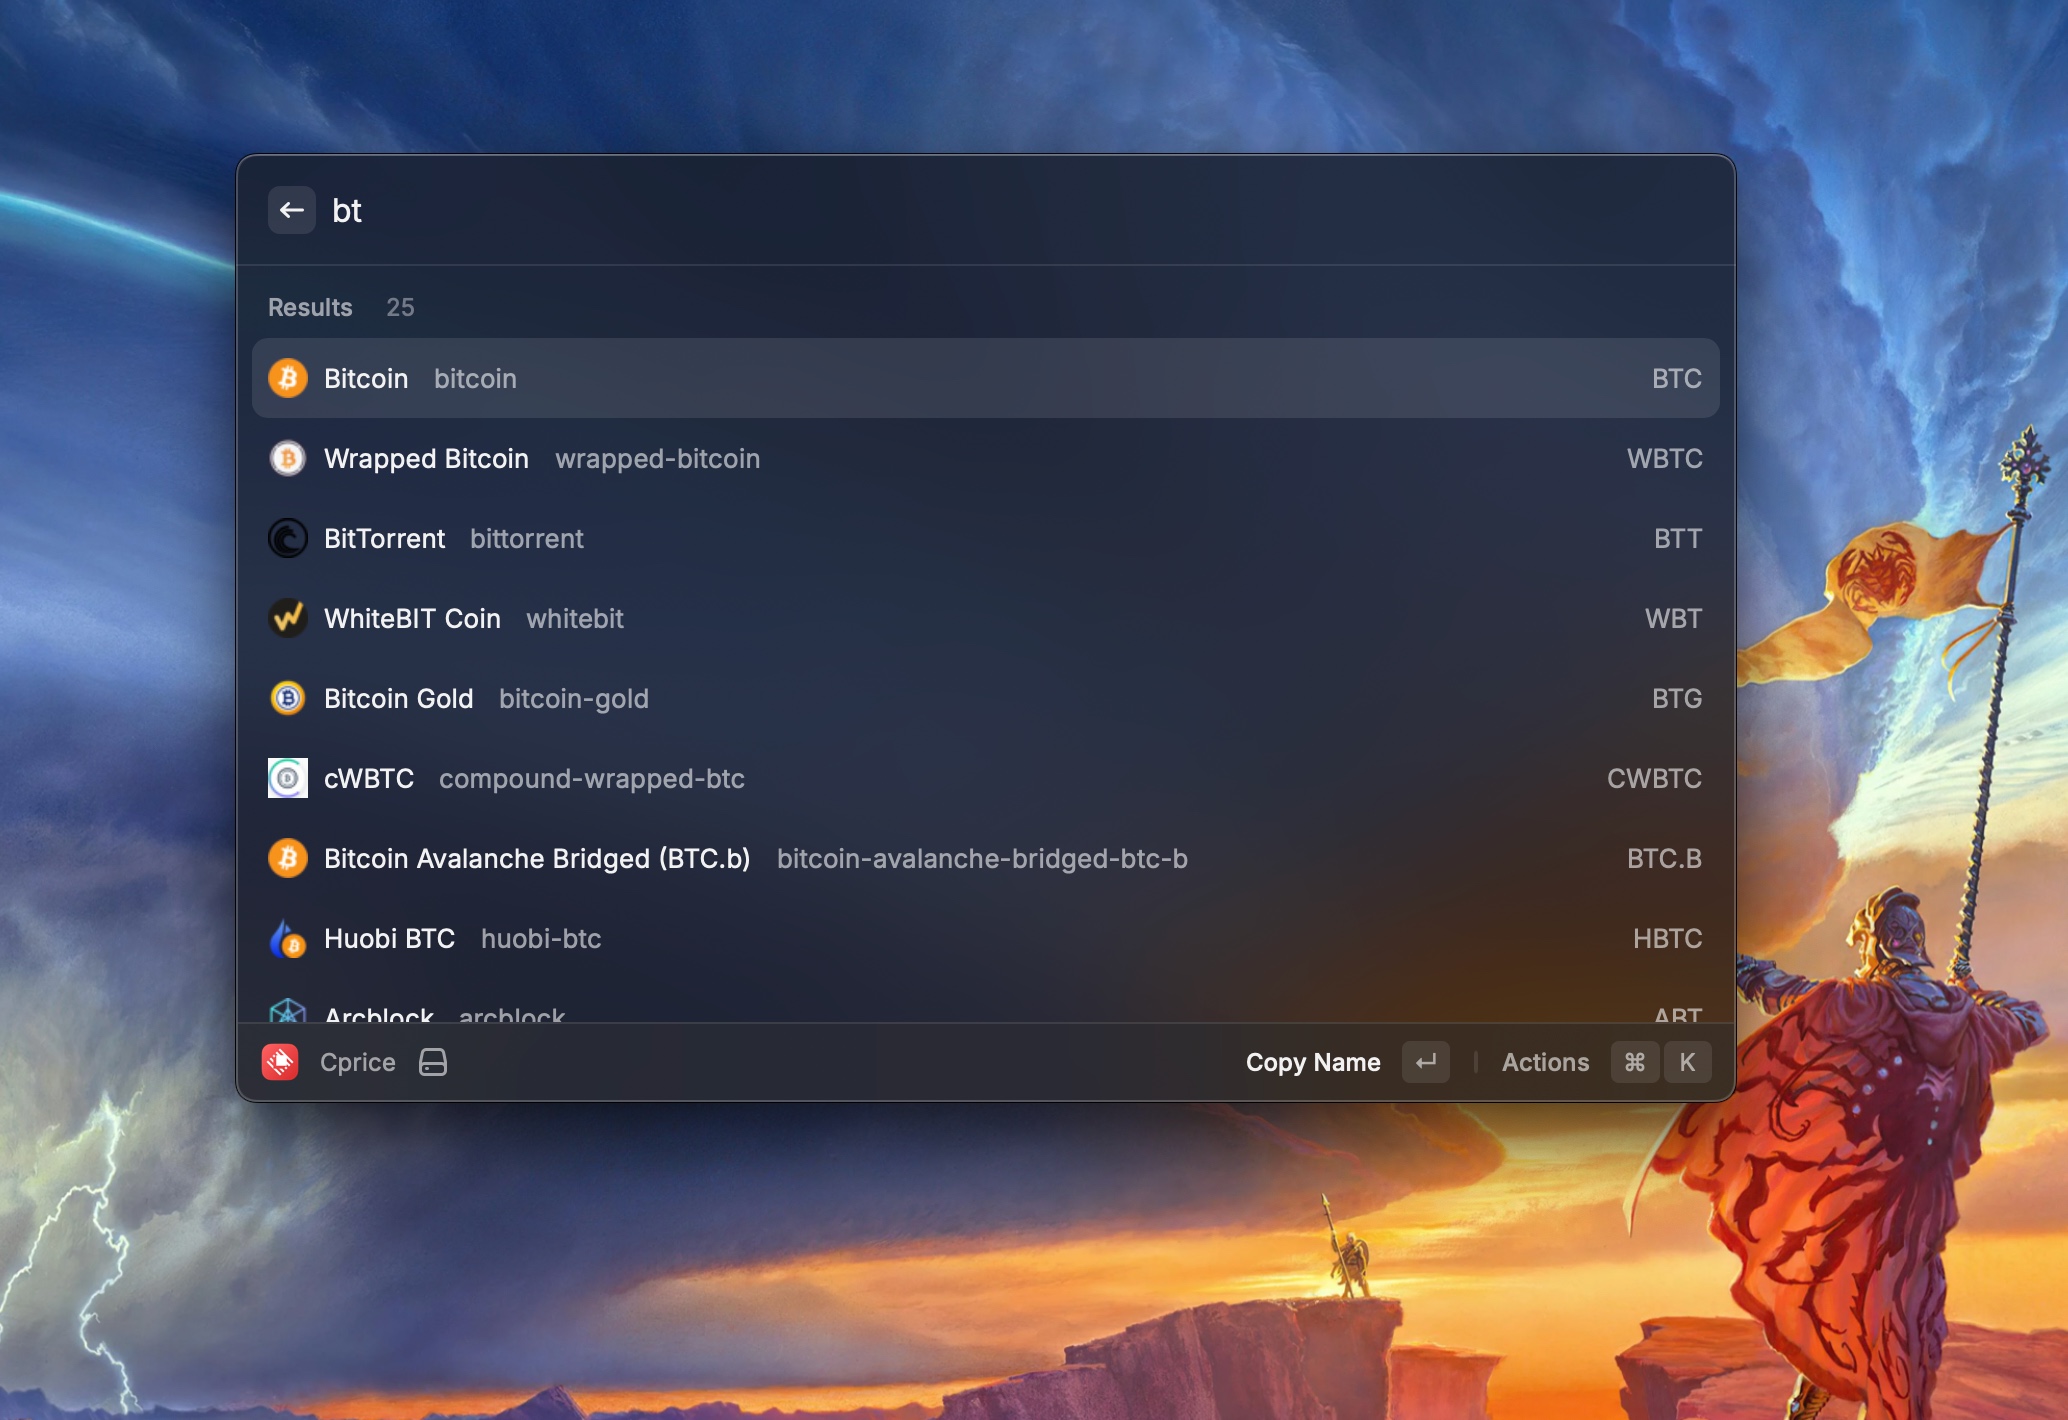 bt
Results 25
Bitcoin bitcoin BTC
Wrapped Bitcoin wrapped-bitcoin WBTC
BitTorrent bittorrent BTT
WhiteBIT Coin whitebit WBT
Bitcoin Gold bitcoin-gold BTG
cWBTC compound-wrapped-btc CWBTC
Bitcoin Avalanche Bridged (BTC.b) bitcoin-avalanche-bridged-btc-b BTC.B
Huobi BTC huobi-btc HBTC
Arcblock arcblock ABT
Cprice Copy Name ↵ Actions ⌘ K